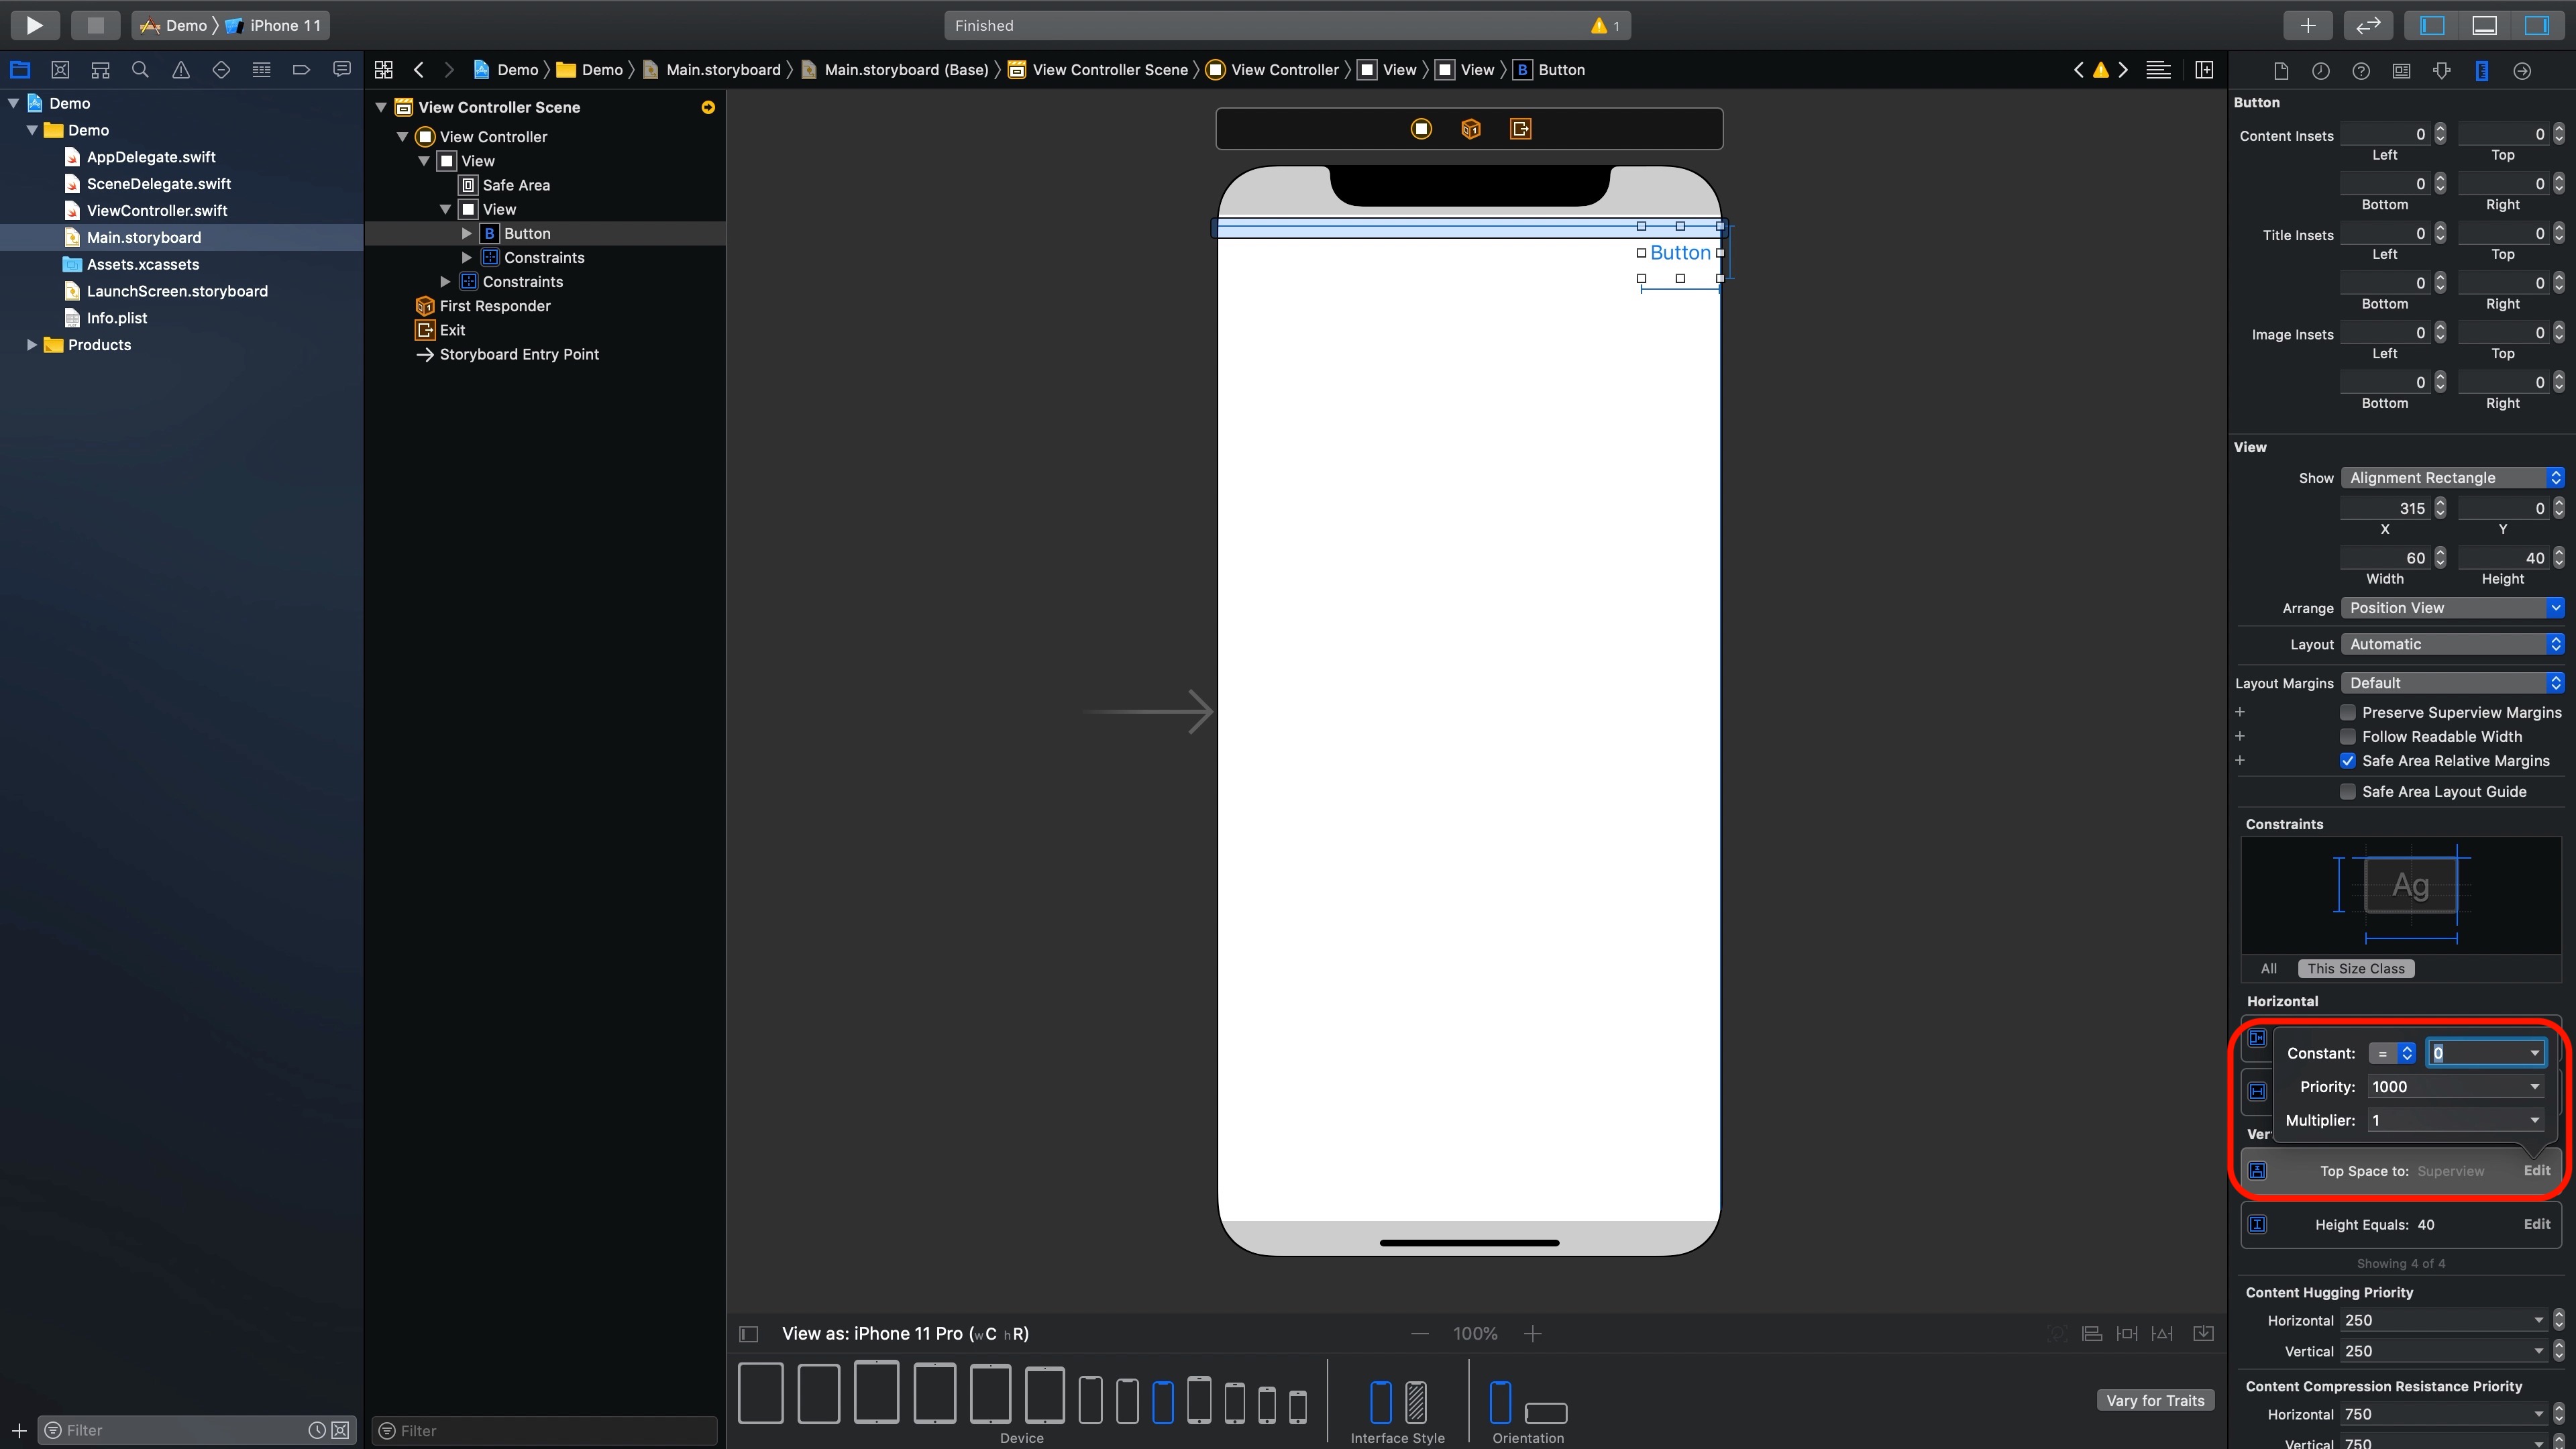 Demo 〉 iPhone 11
Finished
1
Demo 〉 Demo 〉 Main.storyboard 〉 Main.storyboard (Base) 〉 View Controller Scene 〉 View Controller 〉 View 〉 View 〉 B Button
Demo
Demo
AppDelegate.swift
SceneDelegate.swift
ViewController.swift
Main.storyboard
Assets.xcassets
LaunchScreen.storyboard
Info.plist
Products
Filter
View Controller Scene
View Controller
View
Safe Area
View
B Button
Constraints
Constraints
First Responder
Exit
Storyboard Entry Point
Filter
Button
View as: iPhone 11 Pro (wC hR)
100%
Device
Interface Style
Orientation
Vary for Traits
Button
Content Insets 0 0
Left Top
0 0
Bottom Right
Title Insets 0 0
Left Top
0 0
Bottom Right
Image Insets 0 0
Left Top
0 0
Bottom Right
View
Show Alignment Rectangle
315 0
X Y
60 40
Width Height
Arrange Position View
Layout Automatic
Layout Margins Default
Preserve Superview Margins
Follow Readable Width
Safe Area Relative Margins
Safe Area Layout Guide
Constraints
Ag
All This Size Class
Horizontal
Constant: = 0
Priority: 1000
Multiplier: 1
Ver
Top Space to: Superview Edit
Height Equals: 40 Edit
Showing 4 of 4
Content Hugging Priority
Horizontal 250
Vertical 250
Content Compression Resistance Priority
Horizontal 750
Vertical 750